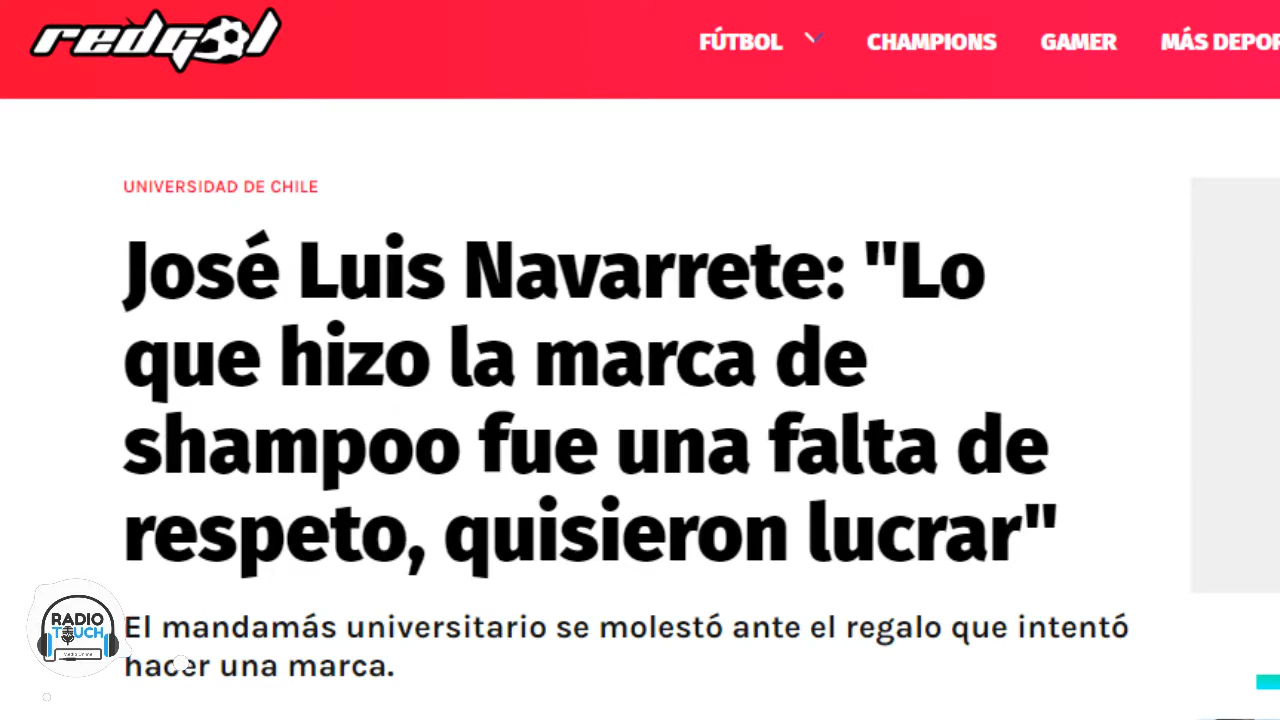 redgol
FÚTBOL CHAMPIONS GAMER MÁS DEPOR
UNIVERSIDAD DE CHILE
José Luis Navarrete: "Lo
que hizo la marca de
shampoo fue una falta de
respeto, quisieron lucrar"
El mandamás universitario se molestó ante el regalo que intentó
hacer una marca.
RADIO
TOUCH